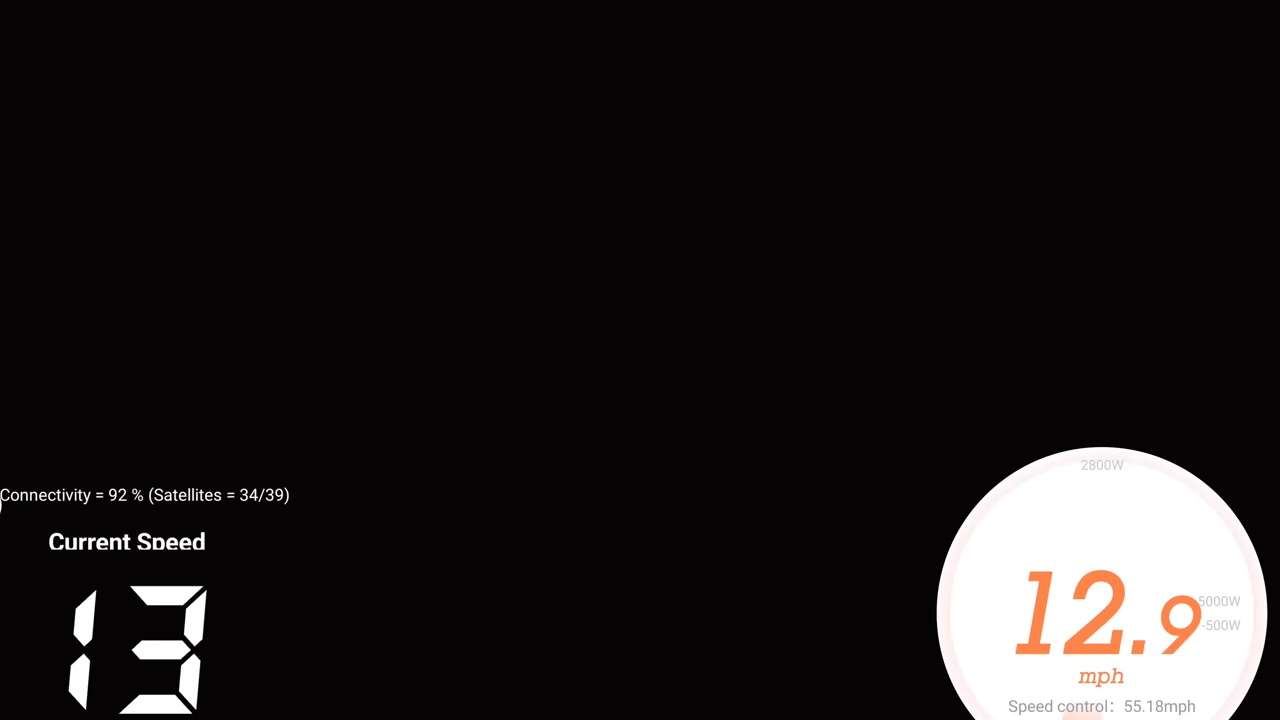 2800W
Connectivity = 92 % (Satellites = 34/39)
Current Speed
13
12.9
5000W
-500W
mph
Speed control：55.18mph